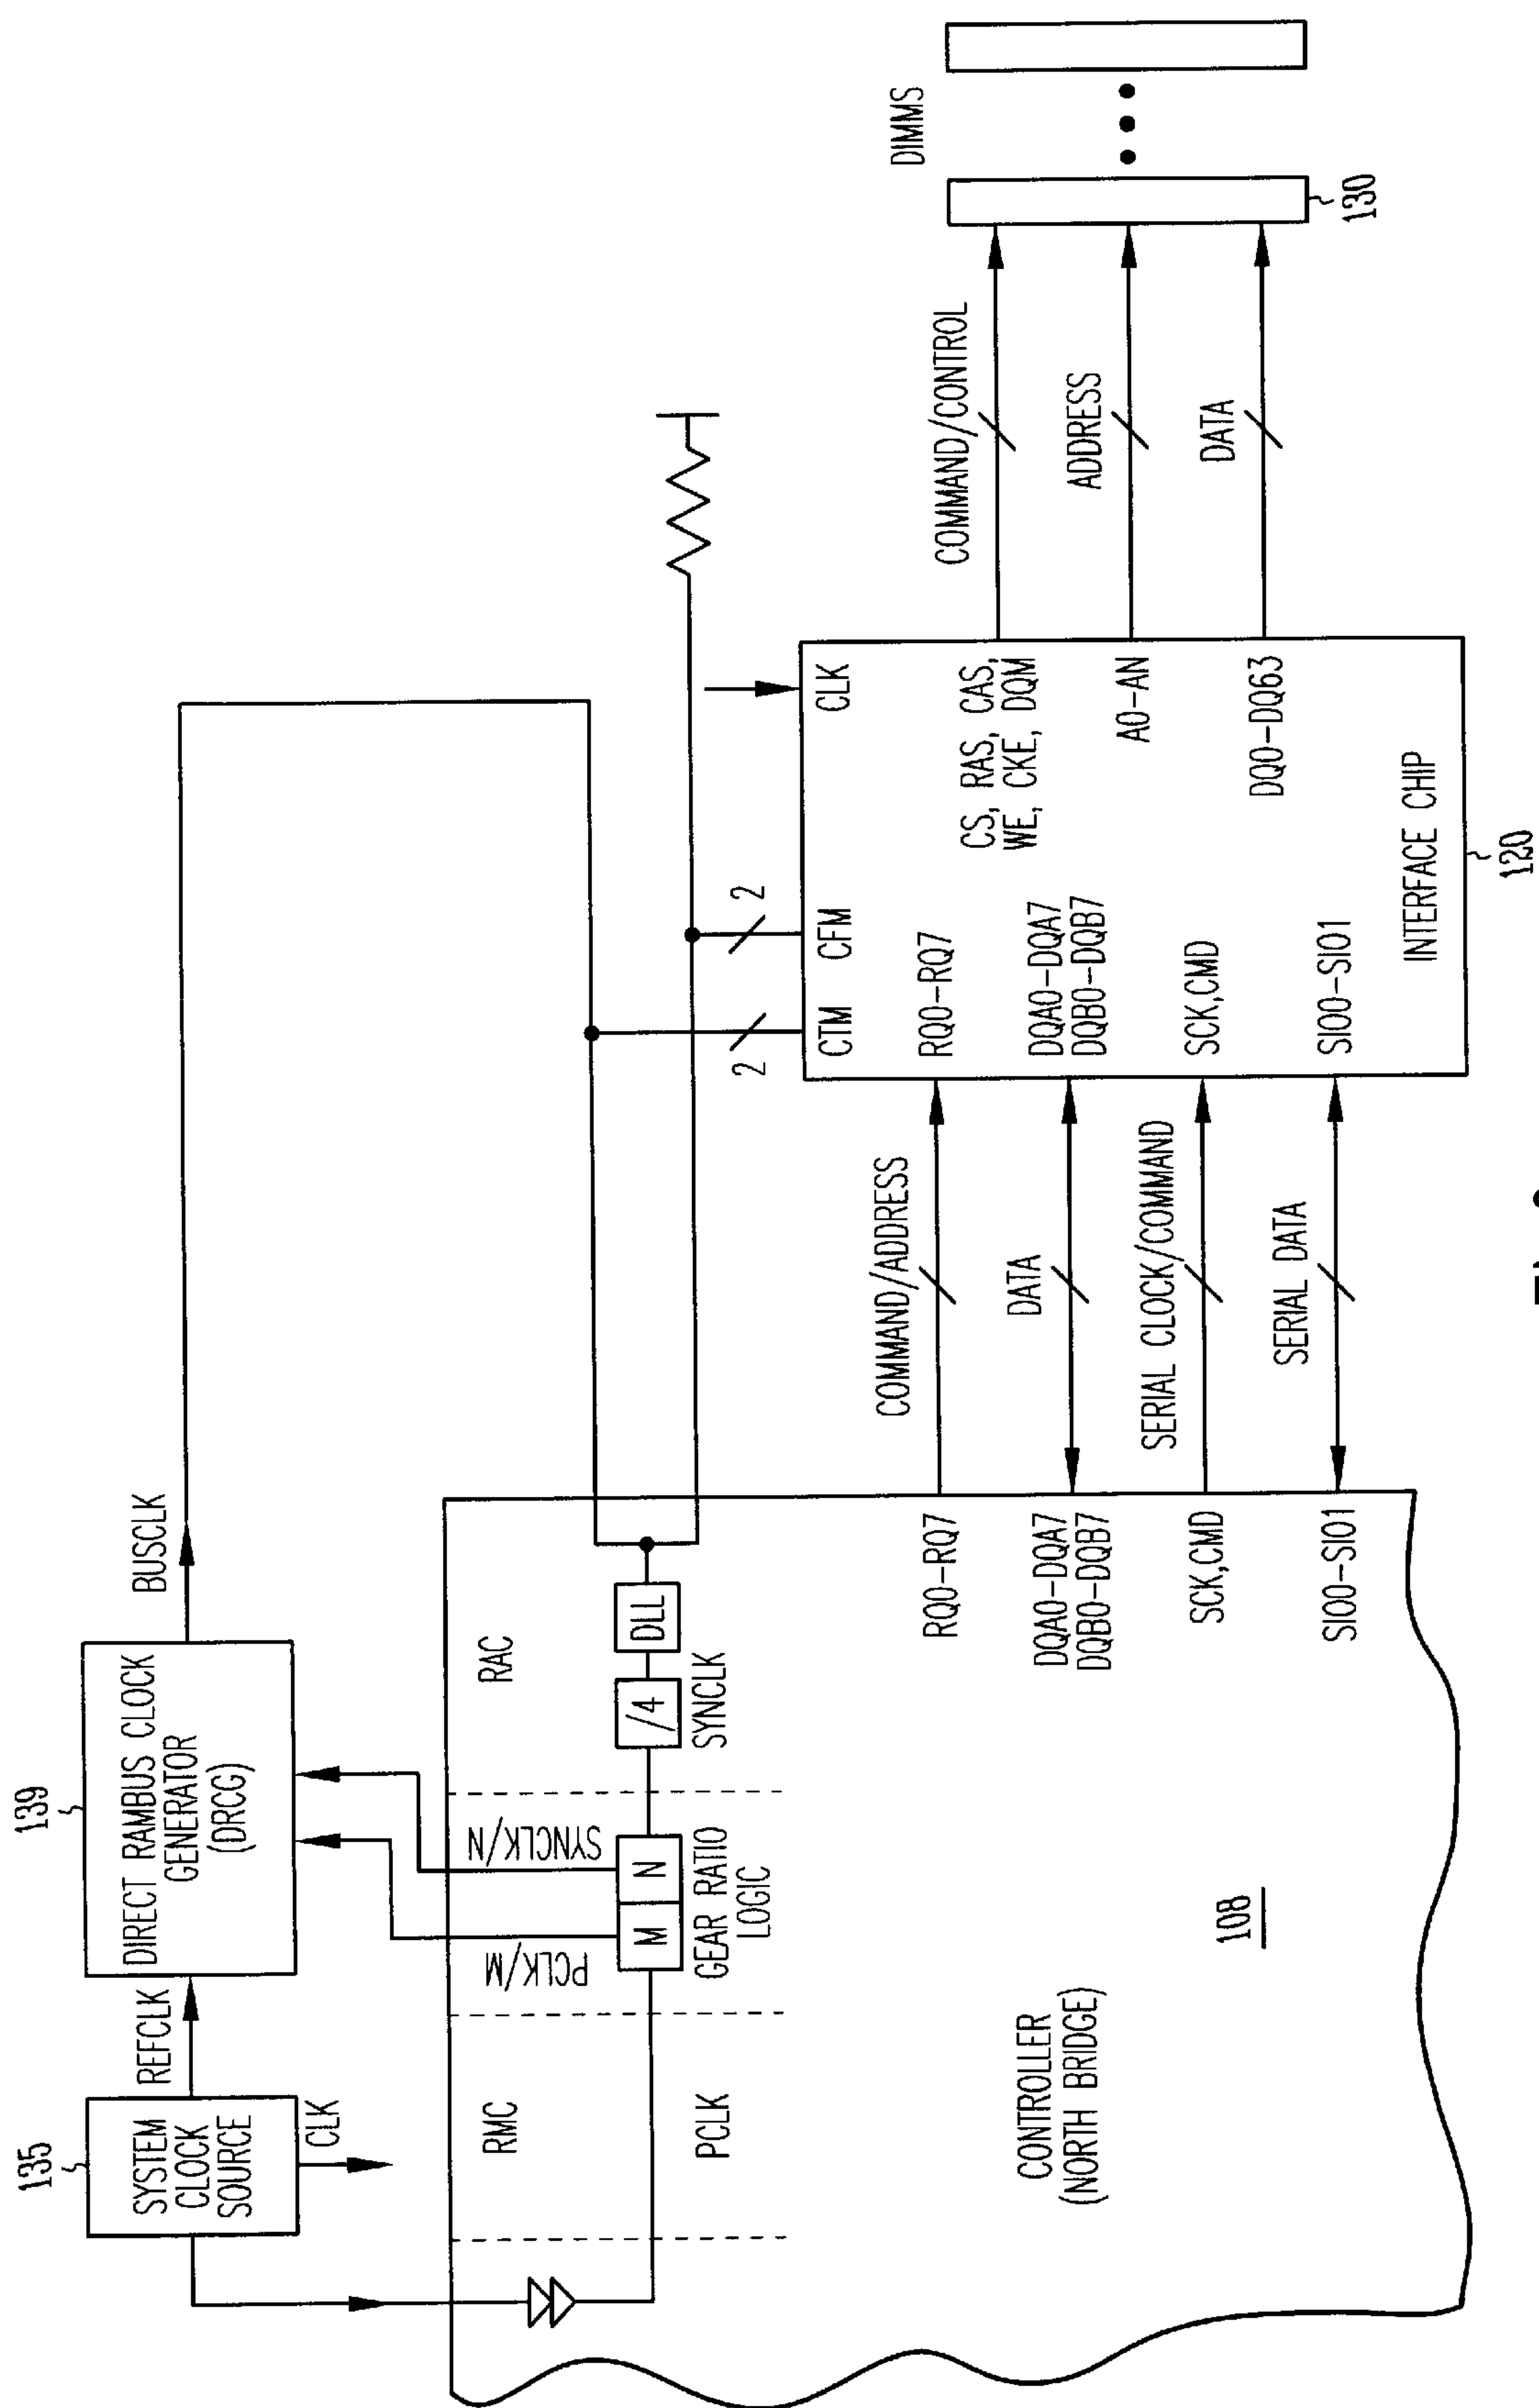 135
SYSTEM
CLOCK
SOURCE
REFCLK
CLK
139
DIRECT RAMBUS CLOCK
GENERATOR
(DRCG)
BUSCLK
RMC
PCLK
PCLK/M
SYNCLK/N
M
N
GEAR RATIO
LOGIC
RAC
/4
DLL
SYNCLK
CONTROLLER
(NORTH BRIDGE)
108
RQ0-RQ7
DQA0-DQA7
DQB0-DQB7
SCK,CMD
SIO0-SIO1
COMMAND/ADDRESS
DATA
SERIAL CLOCK/COMMAND
SERIAL DATA
2
2
CTM
CFM
CLK
RQ0-RQ7
DQA0-DQA7
DQB0-DQB7
SCK,CMD
SIO0-SIO1
CS, RAS, CAS,
WE, CKE, DQM
A0-AN
DQ0-DQ63
INTERFACE CHIP
120
COMMAND/CONTROL
ADDRESS
DATA
DIMMS
130